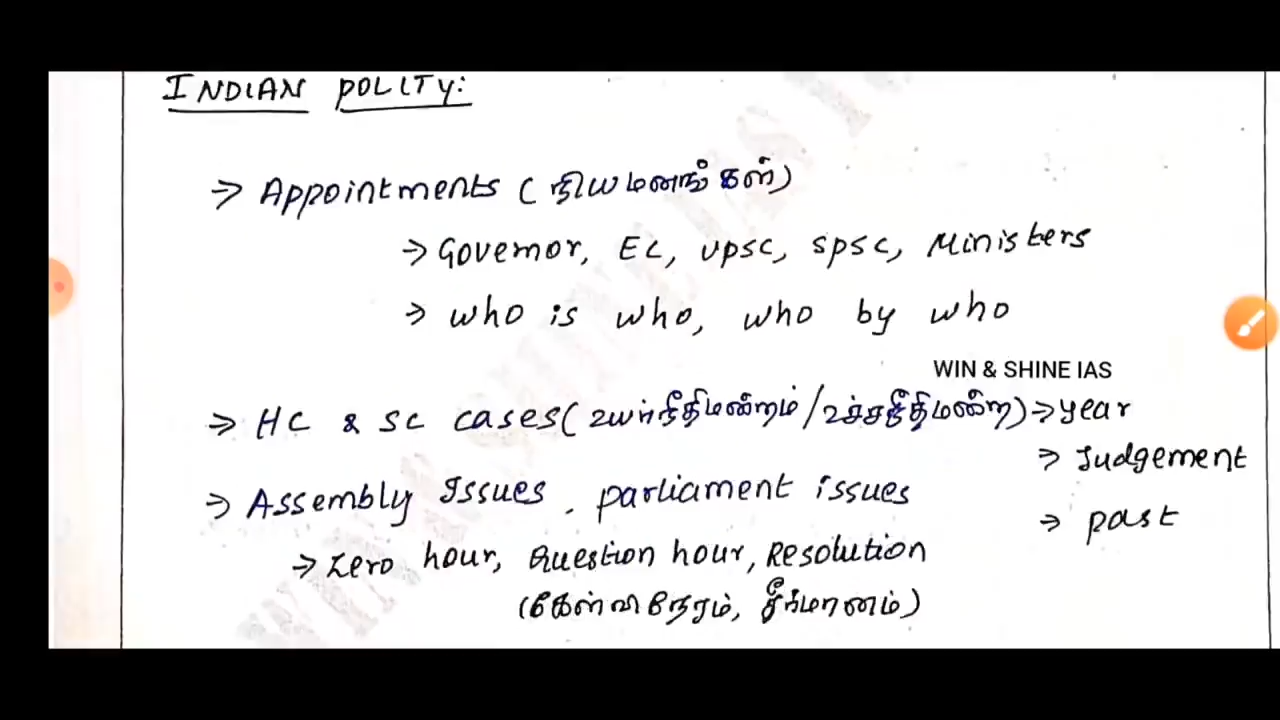 INDIAN POLITY:
→ Appointments (நியமனங்கள்)
→ Governor, EC, UPSC, SPSC, Ministers
→ who is who, who by who
WIN & SHINE IAS
→ HC & SC cases (உயர்நீதிமன்றம்/உச்சநீதிமன்ற) → year
→ Judgement
→ Assembly Issues, parliament issues
→ past
→ Zero hour, Question hour, Resolution
(கேள்விநேரம், தீர்மானம்)